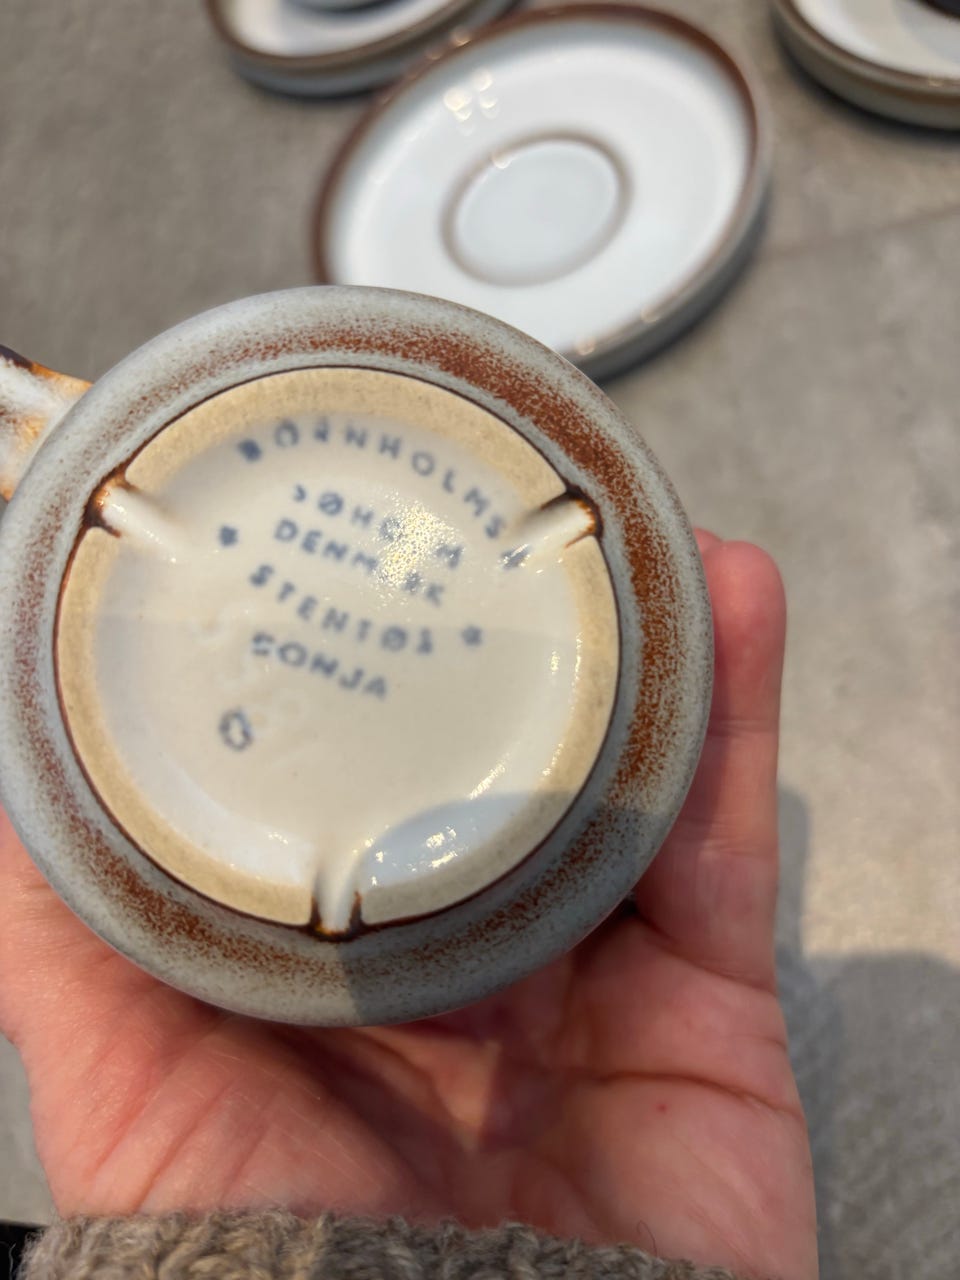 BORNHOLMS
SØHOLM
DENMARK
STENTØJ
SONJA